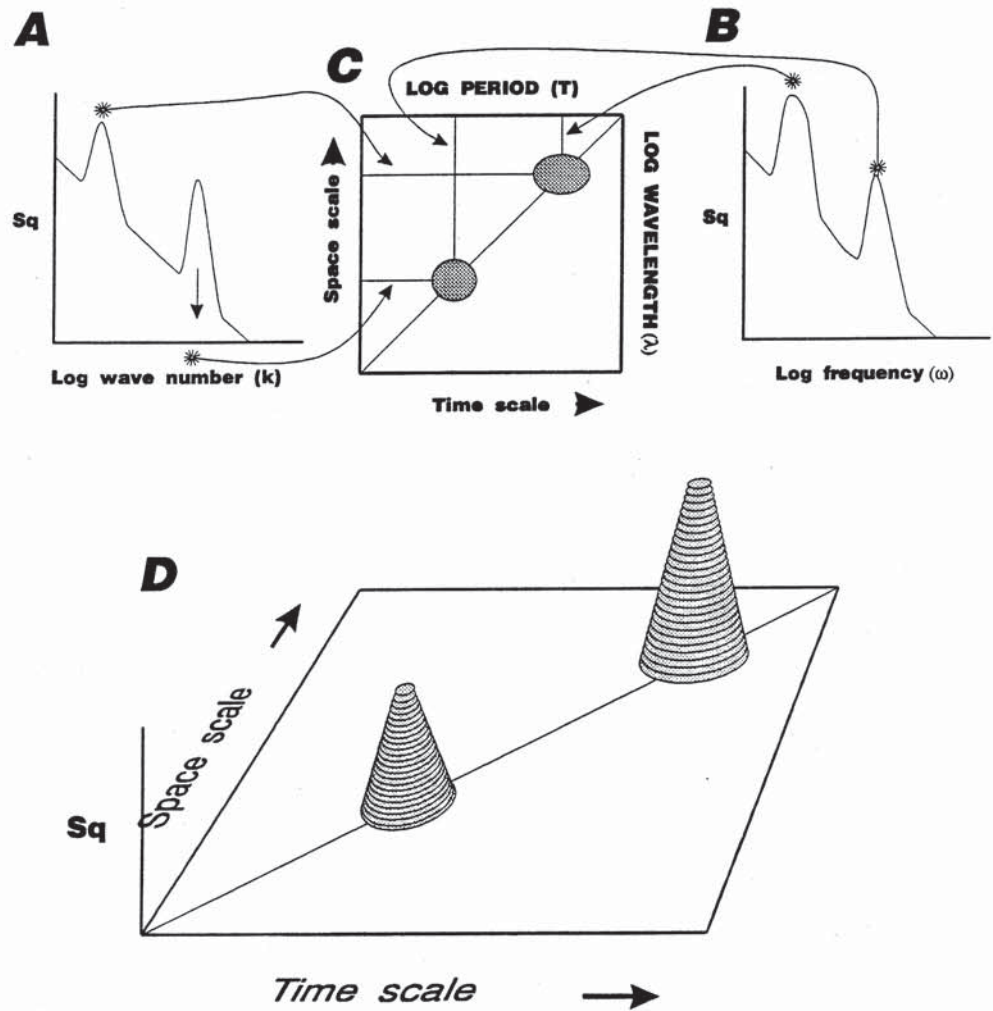 A
B
C
LOG PERIOD (T)
Space scale
LOG WAVELENGTH (λ)
Sq
Sq
Log wave number (k)
Time scale
Log frequency (ω)
D
Space scale
Sq
Time scale